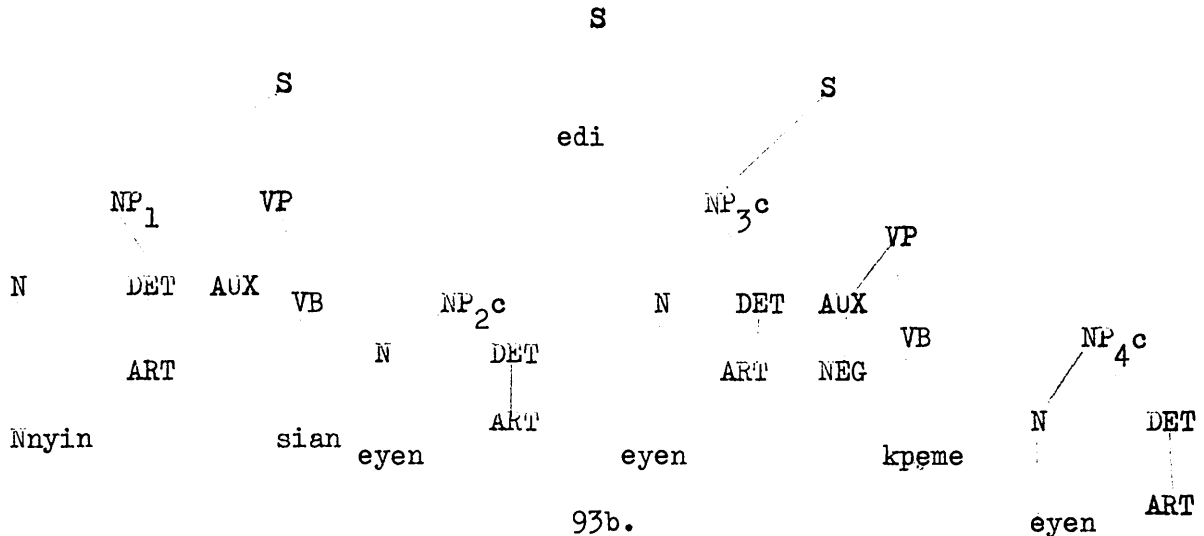 S
S S
edi
NP1 VP NP3c
VP
N DET AUX VB NP2c N DET AUX
VB NP4c
N DET
ART ART NEG
ART N DET
Nnyin sian eyen eyen kpeme
ART
eyen
93b.